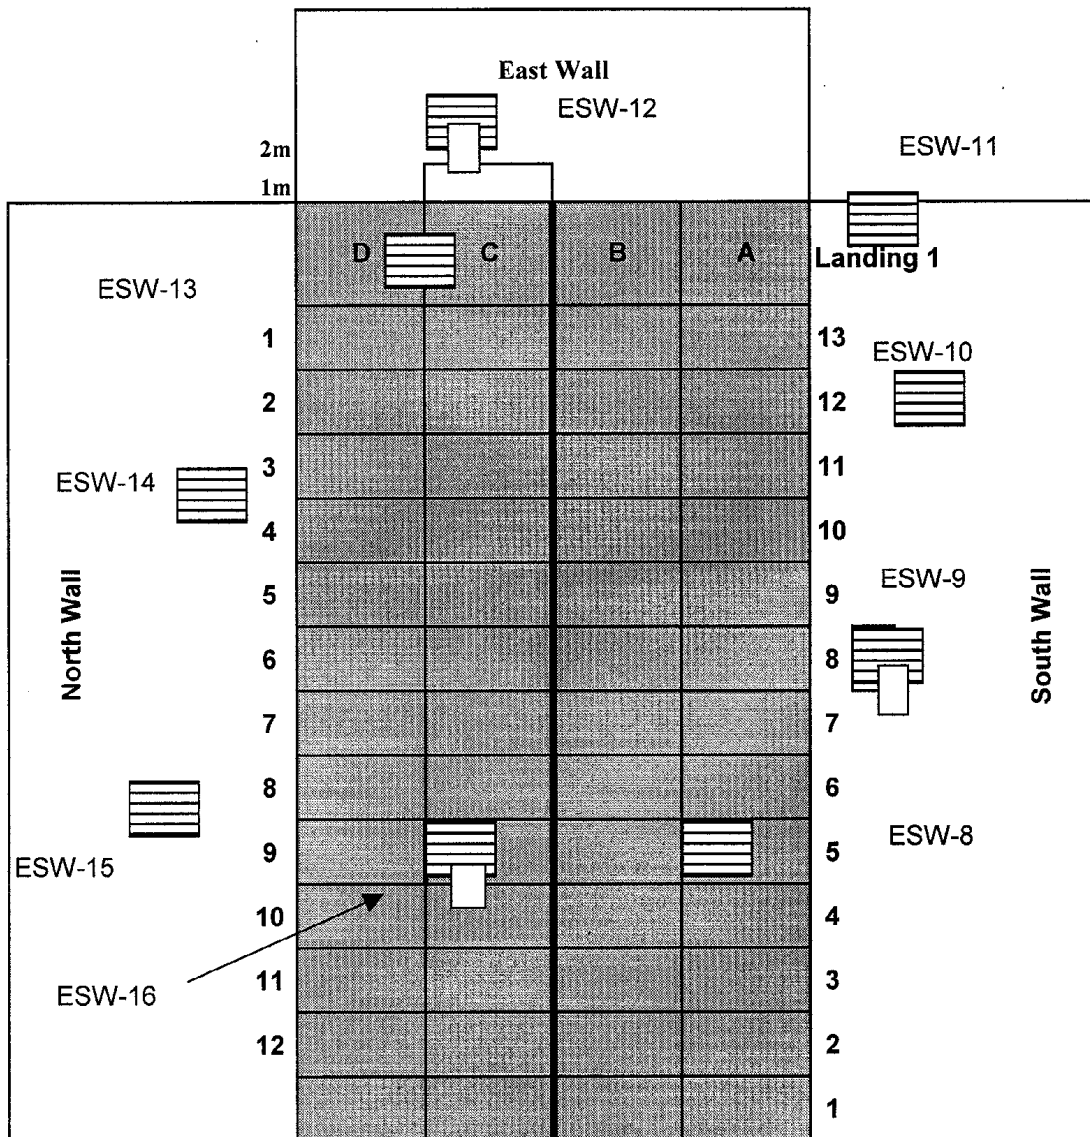 East Wall
ESW-12
2m
ESW-11
1m
D C B A
Landing 1
ESW-13
1 13
ESW-10
2 12
3 11
ESW-14
4 10
ESW-9
5 9
North Wall
South Wall
6 8
7 7
8 6
ESW-8
9 5
ESW-15
10 4
11 3
ESW-16
12 2
1